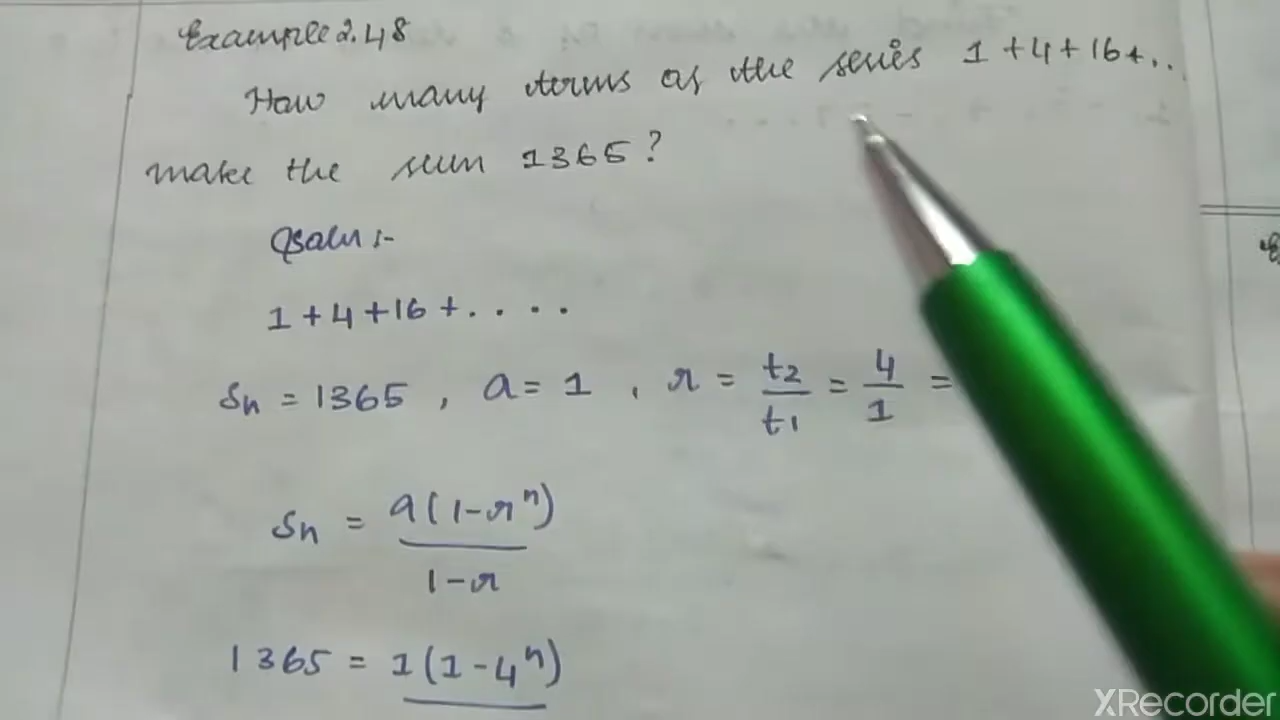 Example 2.48
How many terms of the series 1 + 4 + 16 + ..
make the sum 1365?
Soln :-
1 + 4 + 16 + . . . .
Sn = 1365 , a = 1 , r = t2/t1 = 4/1 =
Sn = a(1-r^n)
1-r
1365 = 1(1-4^n)
XRecorder